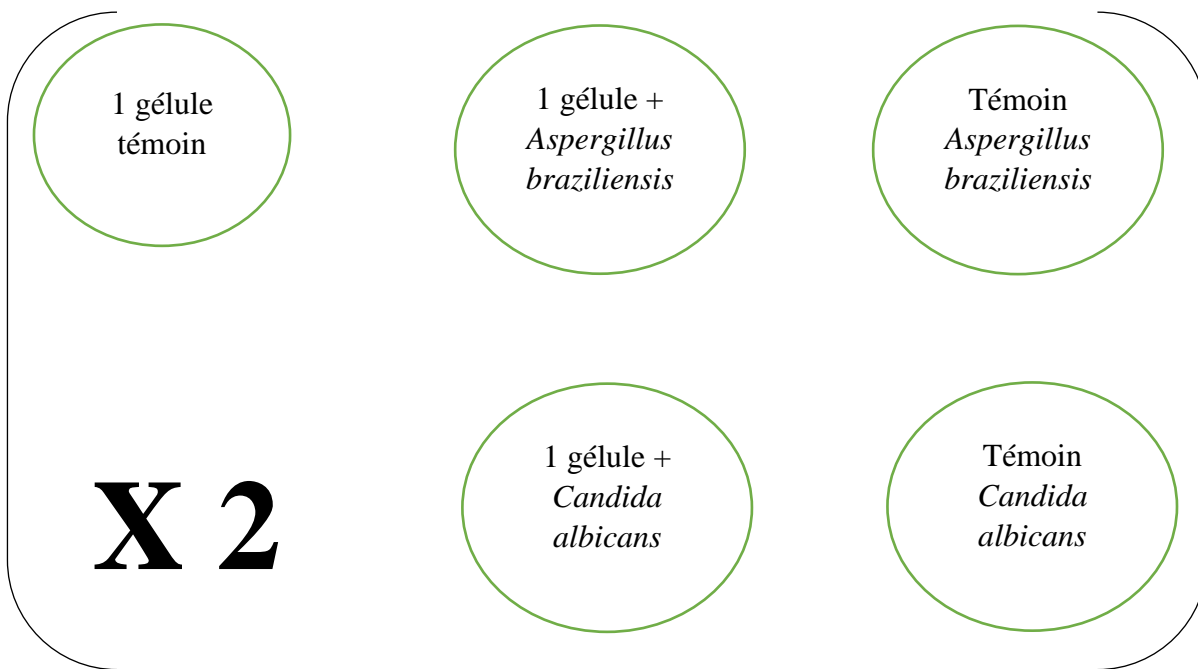 1 gélule
témoin
1 gélule +
Aspergillus
braziliensis
Témoin
Aspergillus
braziliensis
X 2
1 gélule +
Candida
albicans
Témoin
Candida
albicans